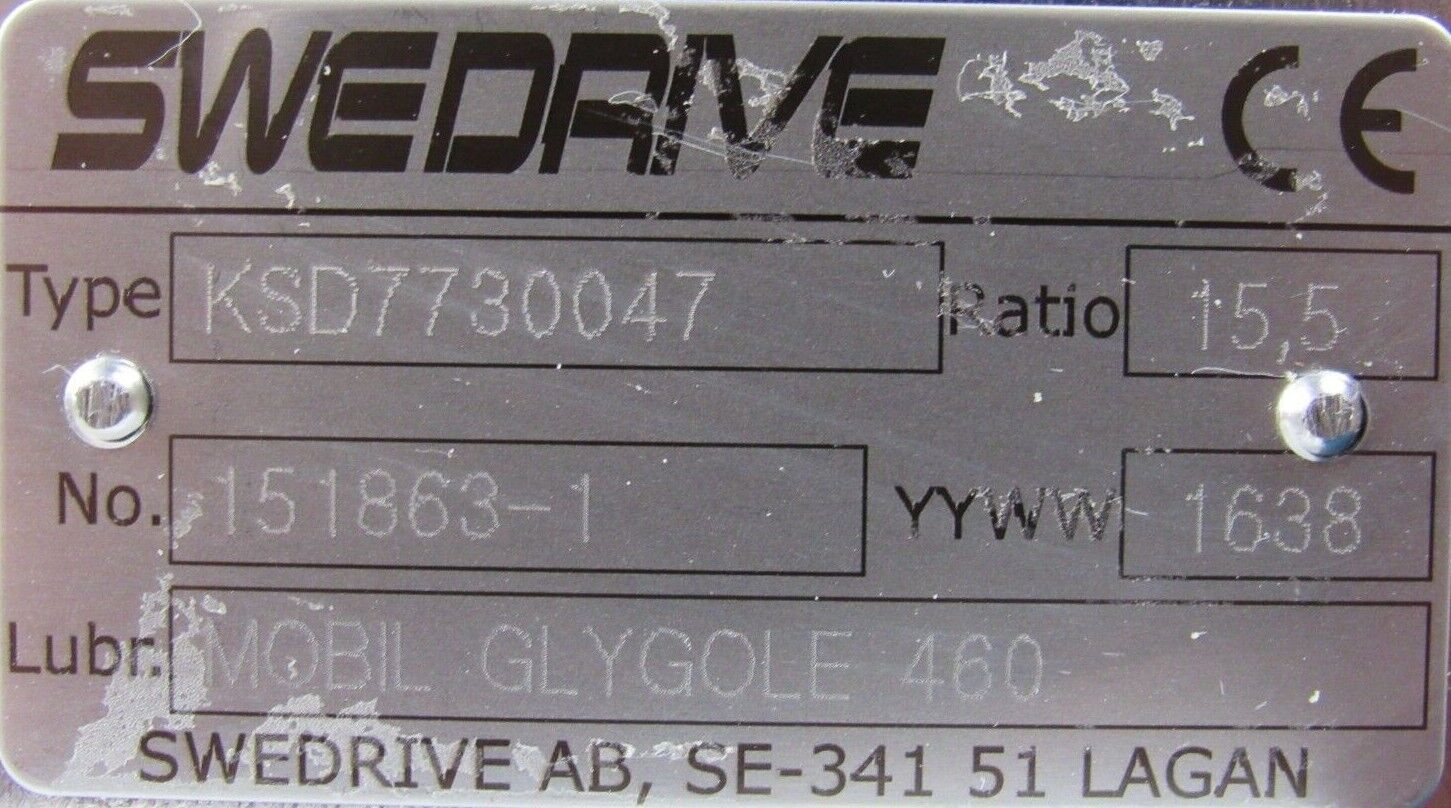 SWEDRIVE CE
Type KSD7730047 Ratio 15,5
No. 151863-1 YYWW 1638
Lubr. MOBIL GLYGOLE 460
SWEDRIVE AB, SE-341 51 LAGAN